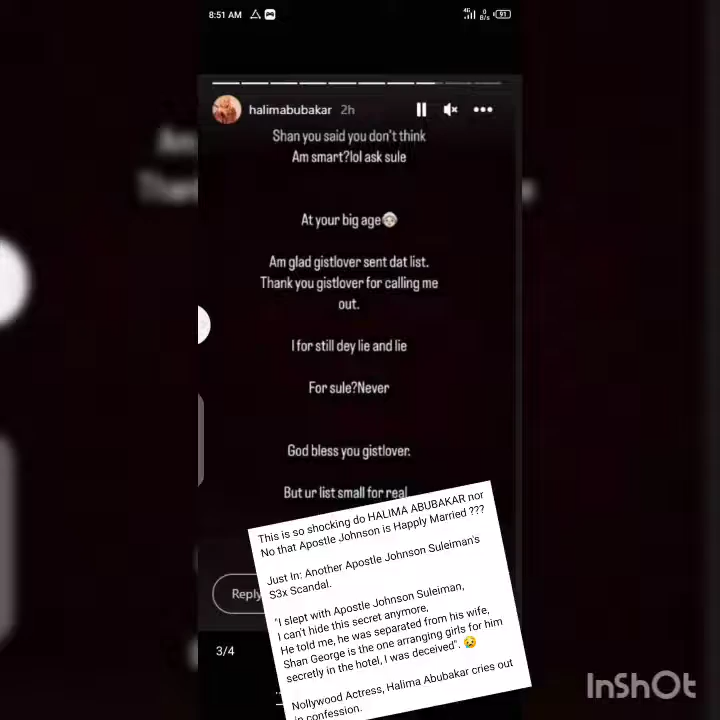 8:51 AM
4G
0
B/s
91
halimabubakar 2h
Shan you said you don't think
Am smart?lol ask sule
At your big age👵🏻
Am glad gistlover sent dat list.
Thank you gistlover for calling me
out.
I for still dey lie and lie
For sule?Never
God bless you gistlover.
But ur list small for real
This is so shocking do HALIMA ABUBAKAR nor
No that Apostle Johnson is Happly Married ???
Just In: Another Apostle Johnson Suleiman's
S3x Scandal.
"I slept with Apostle Johnson Suleiman,
I can't hide this secret anymore,
He told me, he was separated from his wife,
Shan George is the one arranging girls for him
secretly in the hotel, I was deceived". 😢
Nollywood Actress, Halima Abubakar cries out
in confession.
Reply
3/4
InShOt